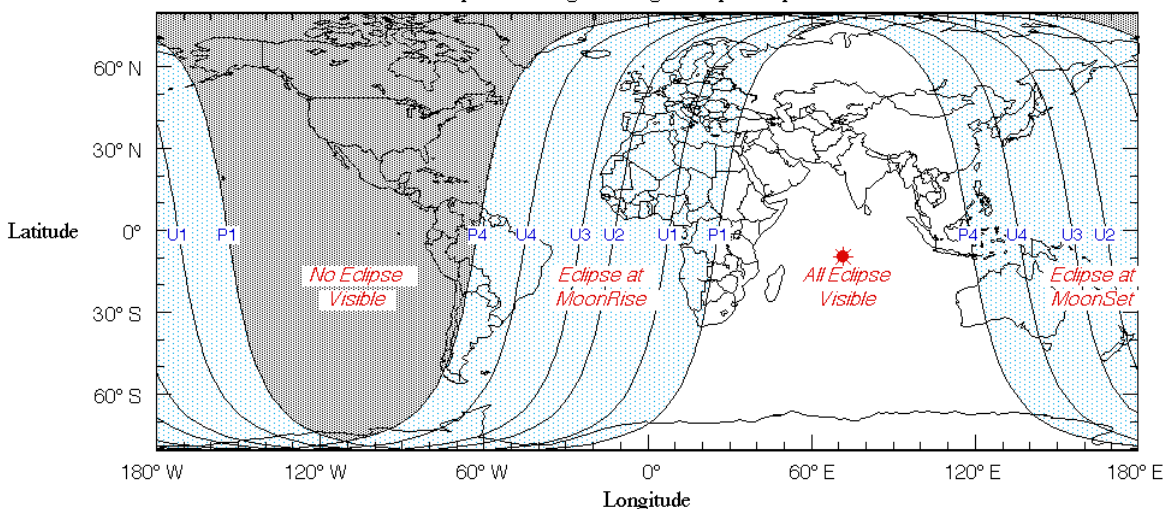 60° N
30° N
Latitude
0°
U1 P1 P4 U4 U3 U2 U1 P1 P4 U4 U3 U2
No Eclipse
Visible
Eclipse at
MoonRise
All Eclipse
Visible
Eclipse at
MoonSet
30° S
60° S
180° W 120° W 60° W 0° 60° E 120° E 180° E
Longitude